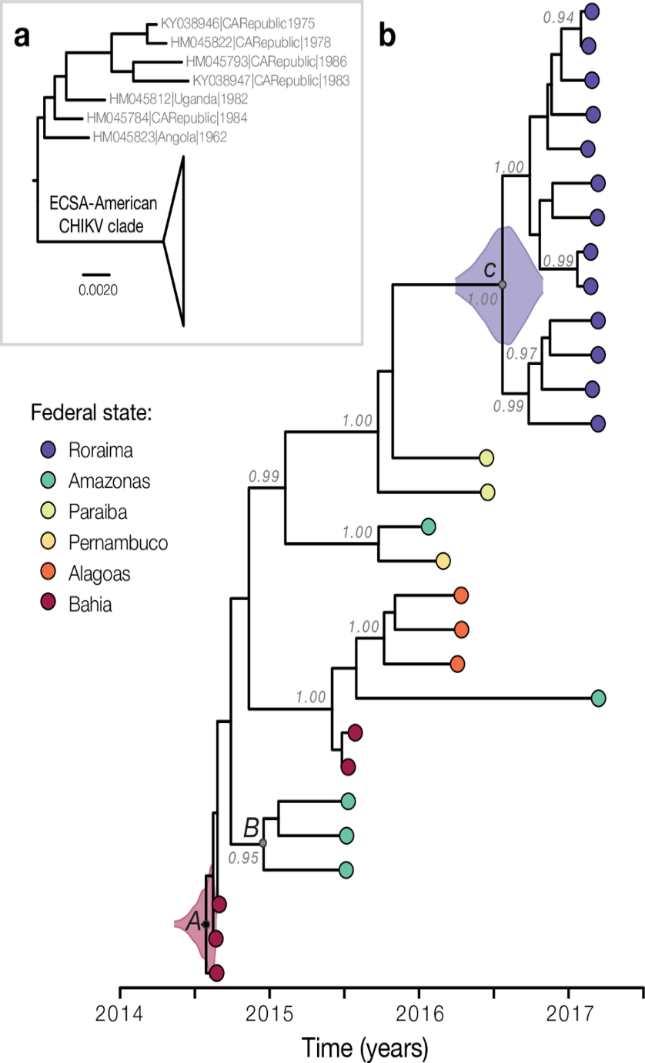 a
KY038946|CARepublic1975
HM045822|CARepublic|1978
HM045793|CARepublic|1986
KY038947|CARepublic|1983
HM045812|Uganda|1982
HM045784|CARepublic|1984
HM045823|Angola|1962
ECSA-American
CHIKV clade
0.0020
b
0.94
1.00
0.99
C
1.00
0.97
0.99
Federal state:
Roraima
Amazonas
Paraiba
Pernambuco
Alagoas
Bahia
1.00
0.99
1.00
1.00
1.00
B
0.95
A
2014 2015 2016 2017
Time (years)